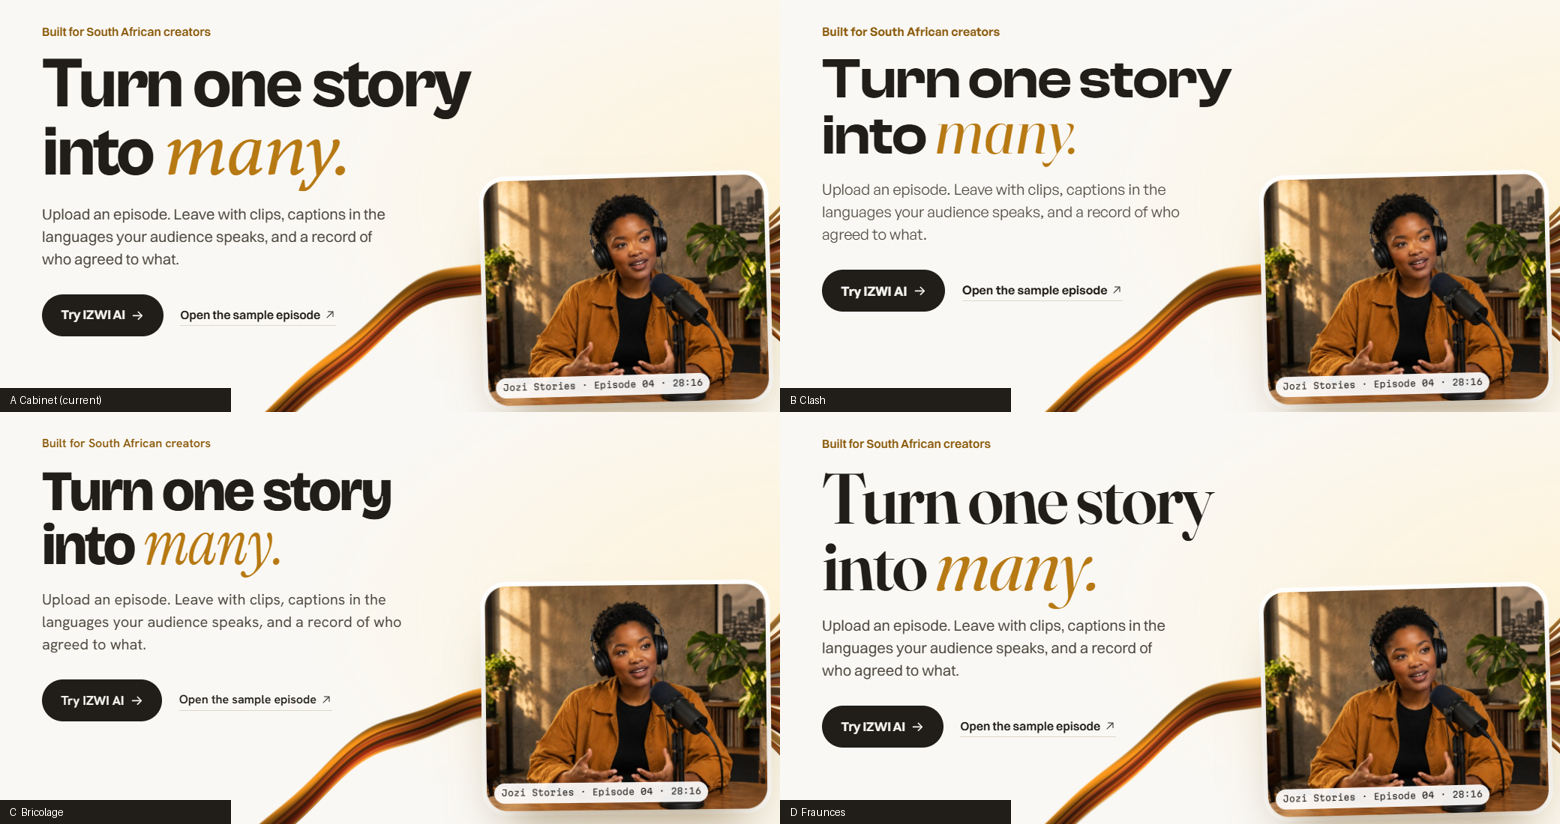 Built for South African creators
Turn one story
into many.
Upload an episode. Leave with clips, captions in the
languages your audience speaks, and a record of
who agreed to what.
Try IZWI AI →
Open the sample episode ↗
Jozi Stories · Episode 04 · 28:16
A Cabinet (current)
Built for South African creators
Turn one story
into many.
Upload an episode. Leave with clips, captions in the
languages your audience speaks, and a record of who
agreed to what.
Try IZWI AI →
Open the sample episode ↗
Jozi Stories · Episode 04 · 28:16
B Clash
Built for South African creators
Turn one story
into many.
Upload an episode. Leave with clips, captions in the
languages your audience speaks, and a record of who
agreed to what.
Try IZWI AI →
Open the sample episode ↗
Jozi Stories · Episode 04 · 28:16
C Bricolage
Built for South African creators
Turn one story
into many.
Upload an episode. Leave with clips, captions in the
languages your audience speaks, and a record of
who agreed to what.
Try IZWI AI →
Open the sample episode ↗
Jozi Stories · Episode 04 · 28:16
D Fraunces